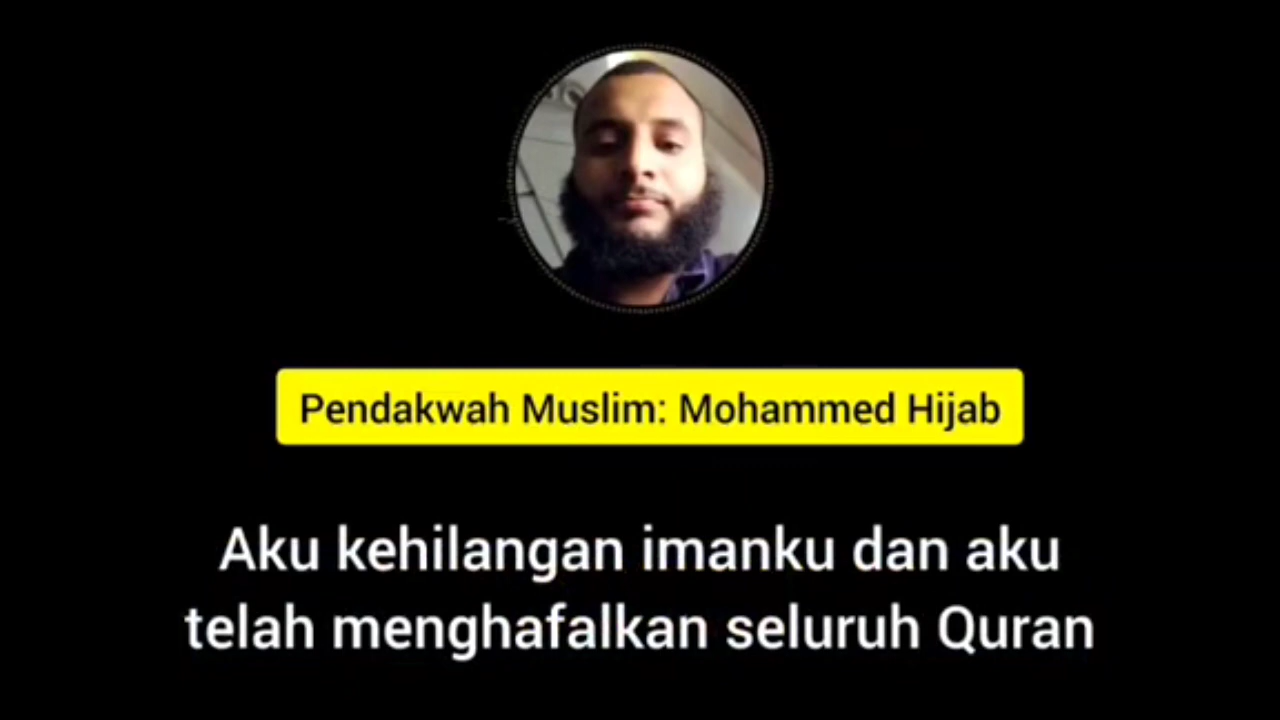 Pendakwah Muslim: Mohammed Hijab
Aku kehilangan imanku dan aku
telah menghafalkan seluruh Quran